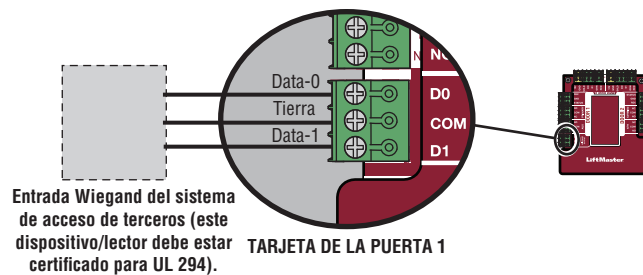 Data-0
Tierra
Data-1
D0
COM
D1
LiftMaster
Entrada Wiegand del sistema
de acceso de terceros (este
dispositivo/lector debe estar
certificado para UL 294).
TARJETA DE LA PUERTA 1